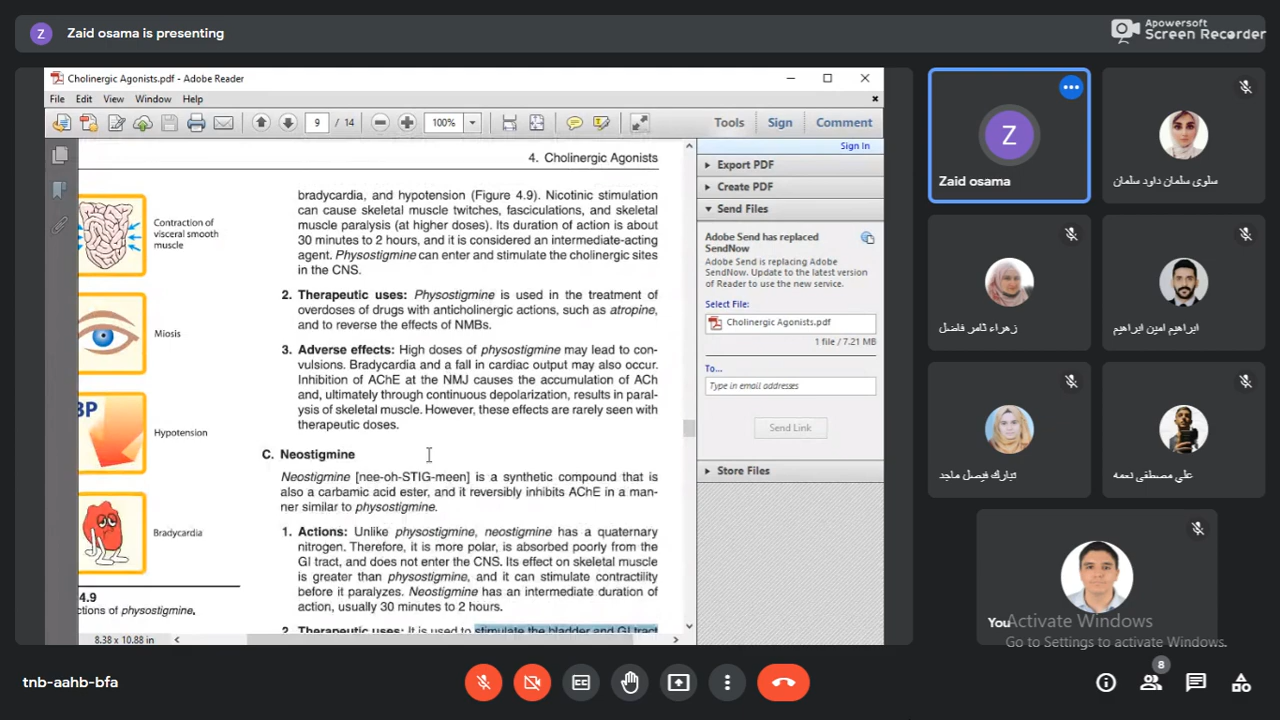 Z
Zaid osama is presenting
Apowersoft
Screen Recorder
Cholinergic Agonists.pdf - Adobe Reader
File Edit View Window Help
9 / 14
100%
Tools Sign Comment
Sign In
4. Cholinergic Agonists
Contraction of
visceral smooth
muscle
Miosis
BP
Hypotension
Bradycardia
4.9
ctions of physostigmine.
bradycardia, and hypotension (Figure 4.9). Nicotinic stimulation
can cause skeletal muscle twitches, fasciculations, and skeletal
muscle paralysis (at higher doses). Its duration of action is about
30 minutes to 2 hours, and it is considered an intermediate-acting
agent. Physostigmine can enter and stimulate the cholinergic sites
in the CNS.
2. Therapeutic uses: Physostigmine is used in the treatment of
overdoses of drugs with anticholinergic actions, such as atropine,
and to reverse the effects of NMBs.
3. Adverse effects: High doses of physostigmine may lead to con-
vulsions. Bradycardia and a fall in cardiac output may also occur.
Inhibition of AChE at the NMJ causes the accumulation of ACh
and, ultimately through continuous depolarization, results in paral-
ysis of skeletal muscle. However, these effects are rarely seen with
therapeutic doses.
C. Neostigmine
Neostigmine [nee-oh-STIG-meen] is a synthetic compound that is
also a carbamic acid ester, and it reversibly inhibits AChE in a man-
ner similar to physostigmine.
1. Actions: Unlike physostigmine, neostigmine has a quaternary
nitrogen. Therefore, it is more polar, is absorbed poorly from the
GI tract, and does not enter the CNS. Its effect on skeletal muscle
is greater than physostigmine, and it can stimulate contractility
before it paralyzes. Neostigmine has an intermediate duration of
action, usually 30 minutes to 2 hours.
2. Therapeutic uses: It is used to stimulate the bladder and GI tract
8.38 x 10.88 in
Export PDF
Create PDF
Send Files
Adobe Send has replaced
SendNow
Adobe Send is replacing Adobe
SendNow. Update to the latest version
of Reader to use the new service.
Select File:
Cholinergic Agonists.pdf
1 file / 7.21 MB
To...
Type in email addresses
Send Link
Store Files
Z
Zaid osama
سلوى سلمان داود سلمان
زهراء ثامر فاضل
ابراهيم امين ابراهيم
تبارك فيصل ماجد
علي مصطفى نعمه
You
Activate Windows
Go to Settings to activate Windows.
tnb-aahb-bfa
8